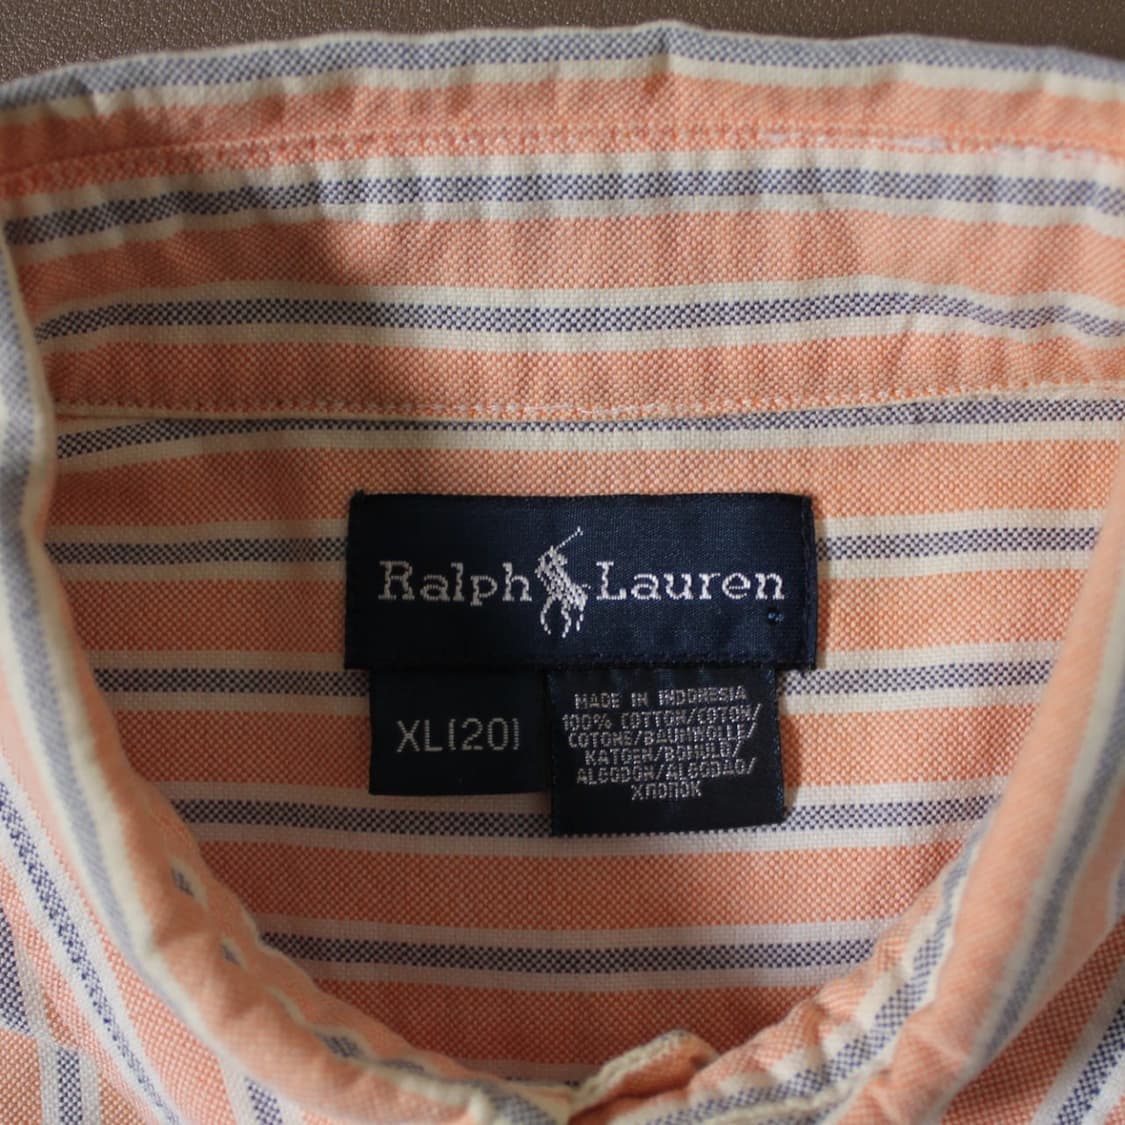 Ralph Lauren
XL(20)
MADE IN INDONESIA
100% COTTON/COTON/
COTONE/BAUMWOLLE/
KATOEN/BOMULD/
ALGODON/ALGODAO/
ХЛОПОК